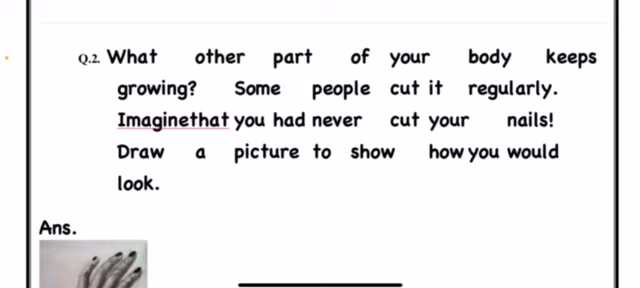 Q.2. What other part of your body keeps
growing? Some people cut it regularly.
Imaginethat you had never cut your nails!
Draw a picture to show how you would
look.
Ans.